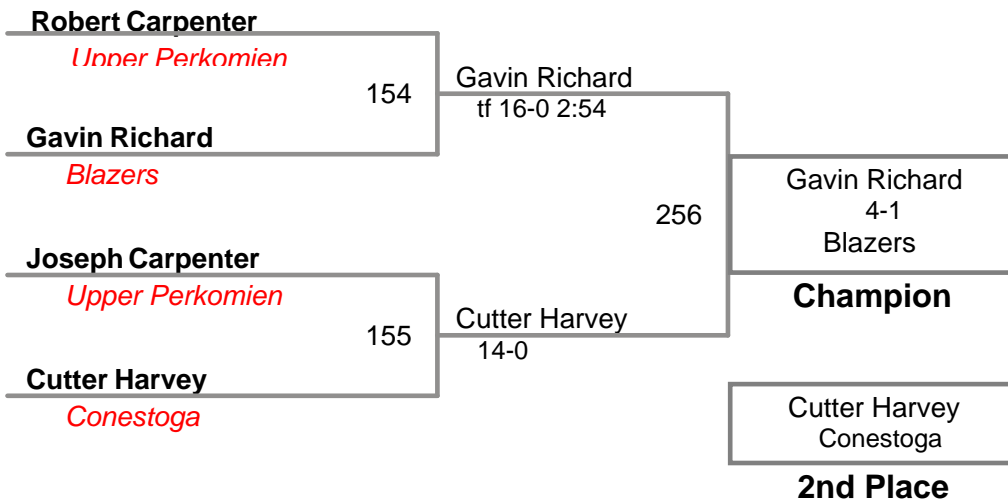 Robert Carpenter
Upper Perkomien
154
Gavin Richard
Blazers
Gavin Richard
tf 16-0 2:54
Joseph Carpenter
Upper Perkomien
155
Cutter Harvey
Conestoga
Cutter Harvey
14-0
256
Gavin Richard
4-1
Blazers
Champion
Cutter Harvey
Conestoga
2nd Place